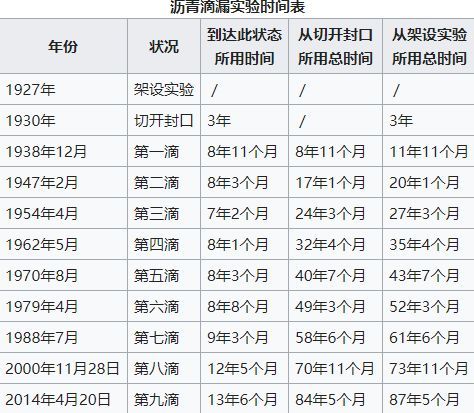 沥青滴漏实验时间表
年份 状况 到达此状态所用时间 从切开封口所用总时间 从架设实验所用总时间
1927年 架设实验 / / /
1930年 切开封口 3年 / 3年
1938年12月 第一滴 8年11个月 8年11个月 11年11个月
1947年2月 第二滴 8年3个月 17年1个月 20年1个月
1954年4月 第三滴 7年2个月 24年3个月 27年3个月
1962年5月 第四滴 8年1个月 32年4个月 35年4个月
1970年8月 第五滴 8年3个月 40年7个月 43年7个月
1979年4月 第六滴 8年8个月 49年3个月 52年3个月
1988年7月 第七滴 9年3个月 58年6个月 61年6个月
2000年11月28日 第八滴 12年5个月 70年11个月 73年11个月
2014年4月20日 第九滴 13年6个月 84年5个月 87年5个月